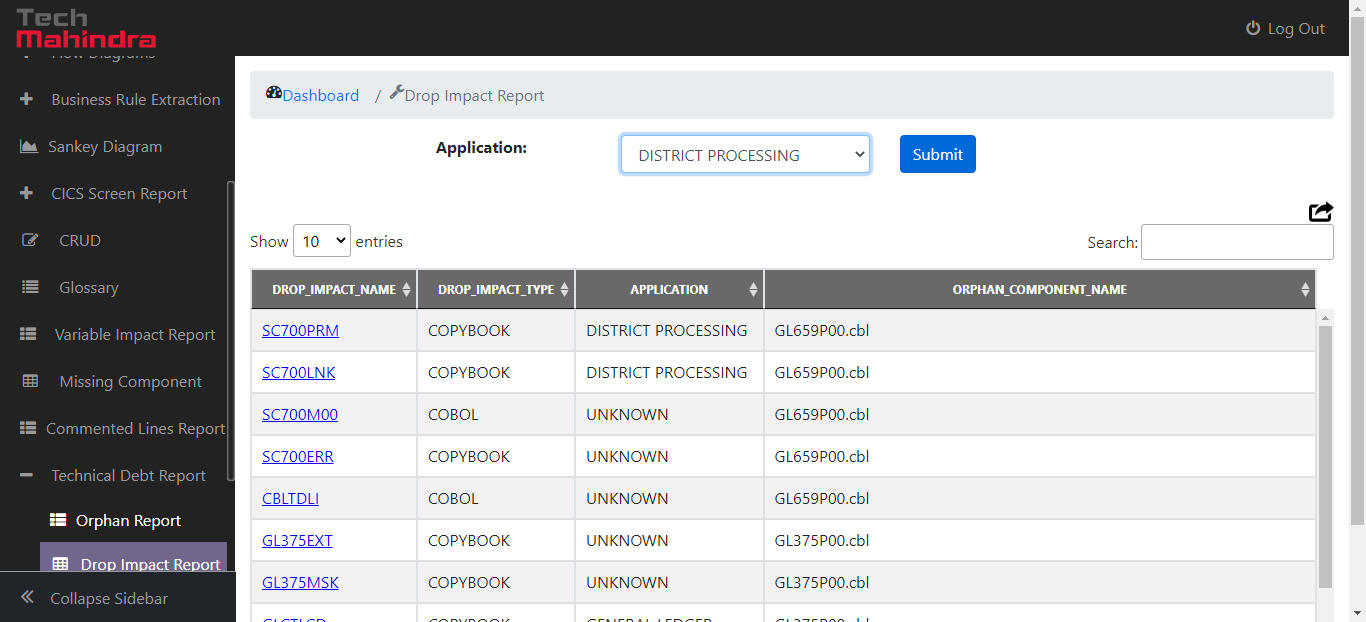 Tech
Mahindra
Log Out
Flow Diagrams
Business Rule Extraction
Sankey Diagram
CICS Screen Report
CRUD
Glossary
Variable Impact Report
Missing Component
Commented Lines Report
Technical Debt Report
Orphan Report
Drop Impact Report
Collapse Sidebar
Dashboard / Drop Impact Report
Application: DISTRICT PROCESSING Submit
Show 10 entries Search:
DROP_IMPACT_NAME DROP_IMPACT_TYPE APPLICATION ORPHAN_COMPONENT_NAME
SC700PRM COPYBOOK DISTRICT PROCESSING GL659P00.cbl
SC700LNK COPYBOOK DISTRICT PROCESSING GL659P00.cbl
SC700M00 COBOL UNKNOWN GL659P00.cbl
SC700ERR COPYBOOK UNKNOWN GL659P00.cbl
CBLTDLI COBOL UNKNOWN GL659P00.cbl
GL375EXT COPYBOOK UNKNOWN GL375P00.cbl
GL375MSK COPYBOOK UNKNOWN GL375P00.cbl
COPYBOOK GENERAL LEDGER GL375P00.cbl